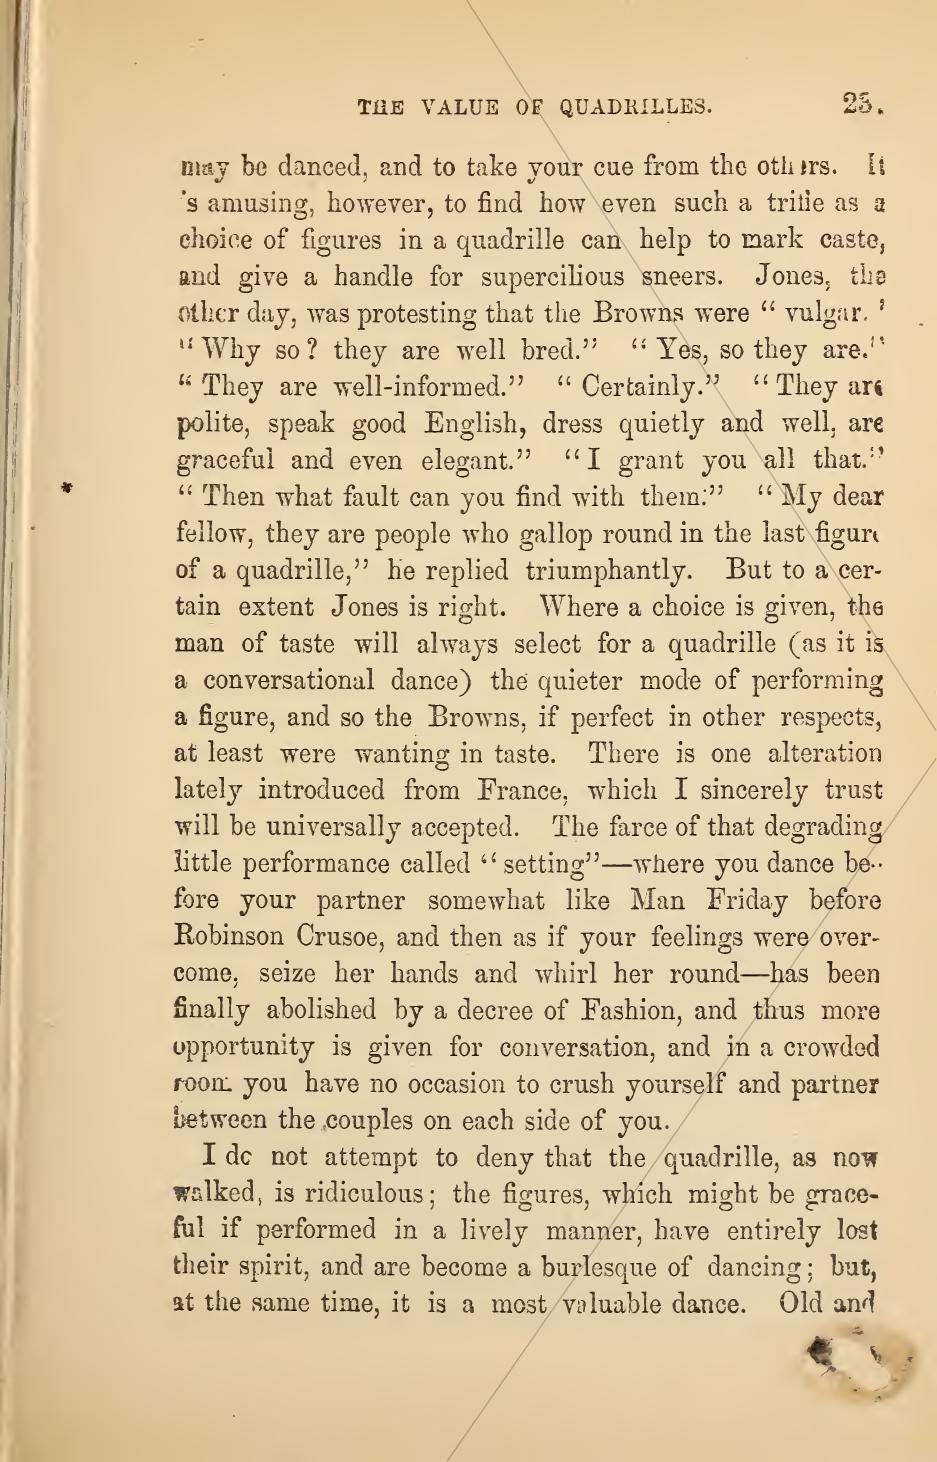 THE VALUE OF QUADRILLES. 25.
may be danced, and to take your cue from the others. It
's amusing, however, to find how even such a trifle as a
choice of figures in a quadrille can help to mark caste,
and give a handle for supercilious sneers. Jones, the
other day, was protesting that the Browns were “ vulgar. ’
“ Why so? they are well bred.” “ Yes, so they are.”
“ They are well-informed.” “ Certainly.” “ They are
polite, speak good English, dress quietly and well, are
graceful and even elegant.” “ I grant you all that.”
“ Then what fault can you find with them:” “ My dear
fellow, they are people who gallop round in the last figure
of a quadrille,” he replied triumphantly. But to a cer-
tain extent Jones is right. Where a choice is given, the
man of taste will always select for a quadrille (as it is
a conversational dance) the quieter mode of performing
a figure, and so the Browns, if perfect in other respects,
at least were wanting in taste. There is one alteration
lately introduced from France, which I sincerely trust
will be universally accepted. The farce of that degrading
little performance called “ setting”—where you dance be-
fore your partner somewhat like Man Friday before
Robinson Crusoe, and then as if your feelings were over-
come, seize her hands and whirl her round—has been
finally abolished by a decree of Fashion, and thus more
opportunity is given for conversation, and in a crowded
room you have no occasion to crush yourself and partner
between the couples on each side of you.
I do not attempt to deny that the quadrille, as now
walked, is ridiculous; the figures, which might be grace-
ful if performed in a lively manner, have entirely lost
their spirit, and are become a burlesque of dancing; but,
at the same time, it is a most valuable dance. Old and